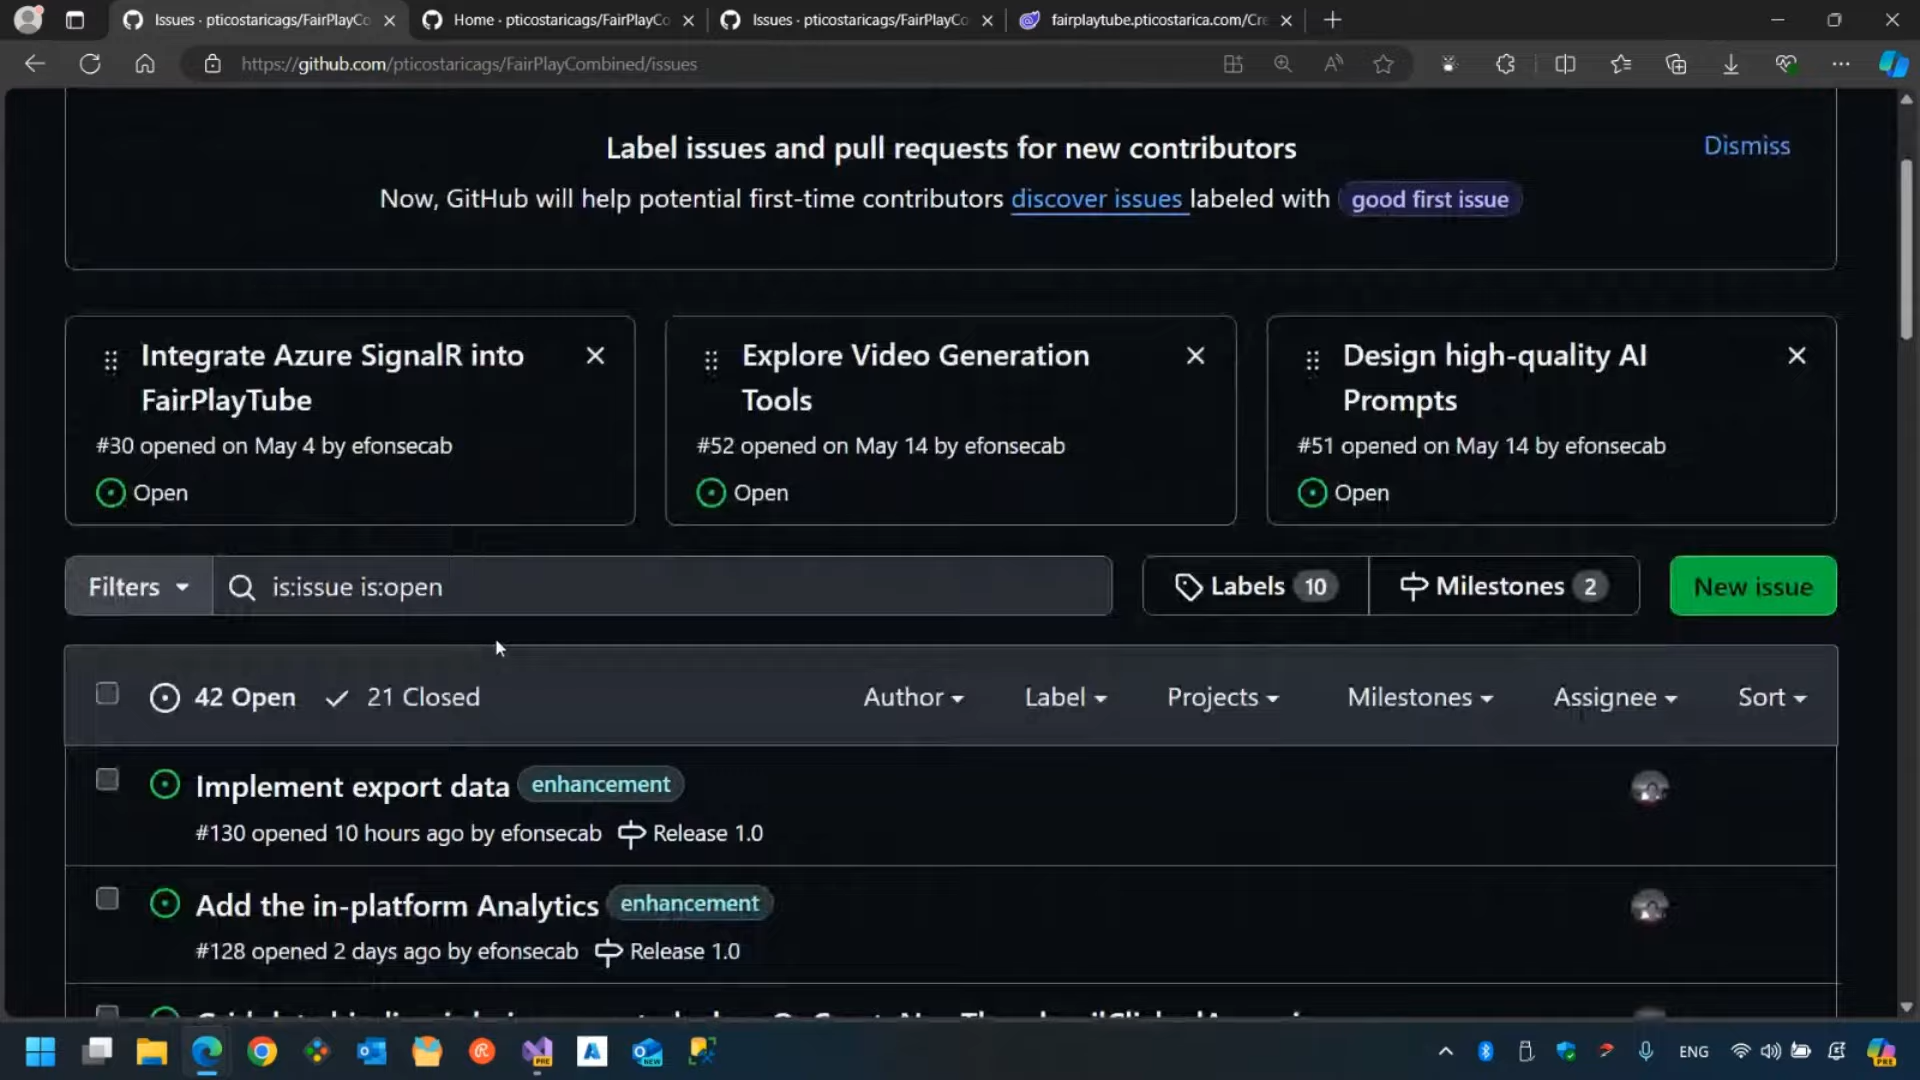 Issues · pticostaricags/FairPlayCo
Home · pticostaricags/FairPlayCo
Issues · pticostaricags/FairPlayCo
fairplaytube.pticostarica.com/Cre
https://github.com/pticostaricags/FairPlayCombined/issues
Label issues and pull requests for new contributors
Dismiss
Now, GitHub will help potential first-time contributors discover issues labeled with good first issue
Integrate Azure SignalR into
FairPlayTube
#30 opened on May 4 by efonsecab
Open
Explore Video Generation
Tools
#52 opened on May 14 by efonsecab
Open
Design high-quality AI
Prompts
#51 opened on May 14 by efonsecab
Open
Filters
is:issue is:open
Labels 10
Milestones 2
New issue
42 Open
21 Closed
Author
Label
Projects
Milestones
Assignee
Sort
Implement export data enhancement
#130 opened 10 hours ago by efonsecab Release 1.0
Add the in-platform Analytics enhancement
#128 opened 2 days ago by efonsecab Release 1.0
ENG